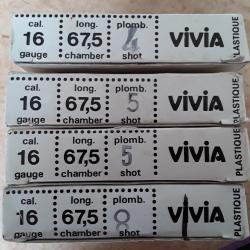 cal. long. plomb.
16 67,5 4 VIVIA
gauge chamber shot
PLASTIQUE
cal. long. plomb.
16 67,5 5 VIVIA
gauge chamber shot
PLASTIQUE
cal. long. plomb.
16 67,5 5 VIVIA
gauge chamber shot
PLASTIQUE
cal. long. plomb.
16 67,5 8 VIVIA
gauge chamber shot
PLASTIQUE